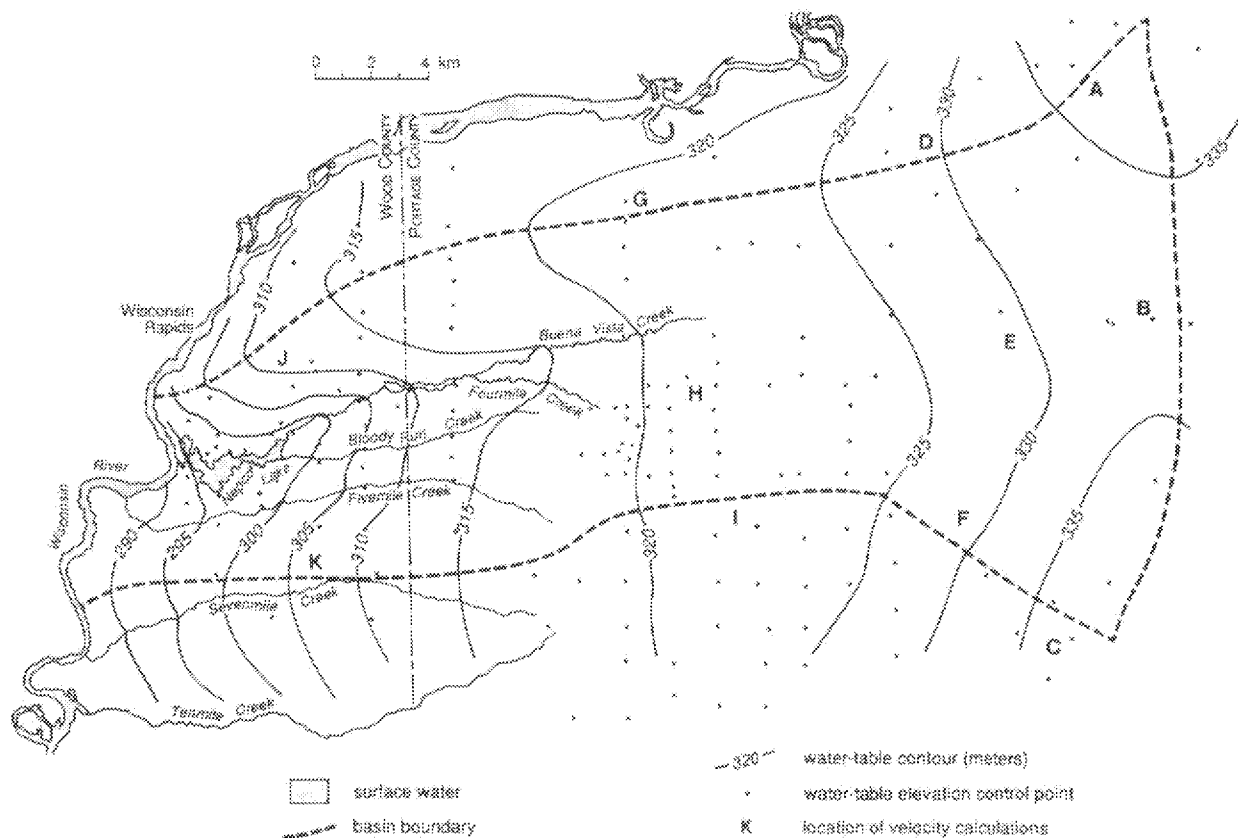 0 2 4 km
WOOD COUNTY
PORTAGE COUNTY
A
335
D
330
325
320
G
315
310
Wisconsin
Rapids
B
E
Buena Vista Creek
J
H
Fourmile Creek
Bloody Run Creek
Lake
325
330
335
River
Wisconsin
Fivemile Creek
290
295
300
305
310
315
320
I
F
K
Sevenmile Creek
C
Tenmile Creek
surface water
basin boundary
320 water-table contour (meters)
water-table elevation control point
K location of velocity calculations